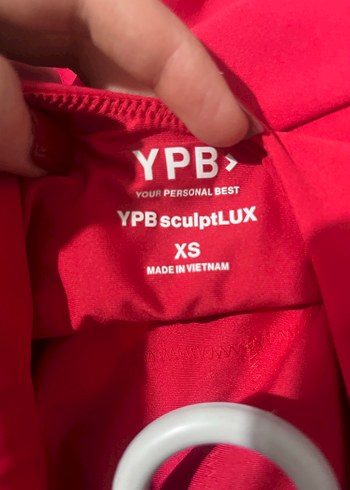 YPB>
YOUR PERSONAL BEST
YPB sculptLUX
XS
MADE IN VIETNAM